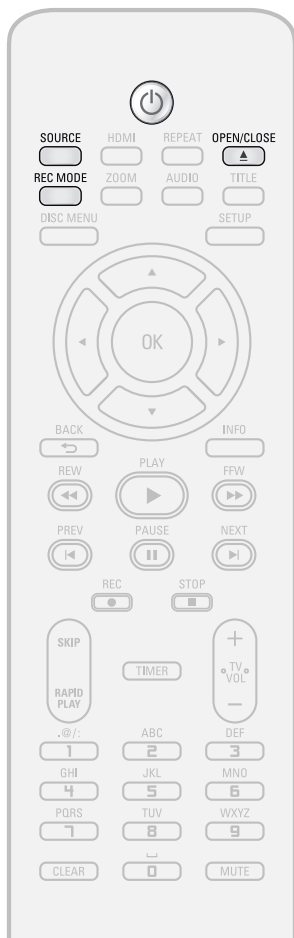 SOURCE HDMI REPEAT OPEN/CLOSE
REC MODE ZOOM AUDIO TITLE
DISC MENU SETUP
OK
BACK INFO
REW PLAY FFW
PREV PAUSE NEXT
REC STOP
SKIP
RAPID
PLAY
TIMER
+
TV
VOL
–
.@/: ABC DEF
1 2 3
GHI JKL MNO
4 5 6
PQRS TUV WXYZ
7 8 9
CLEAR 0 MUTE